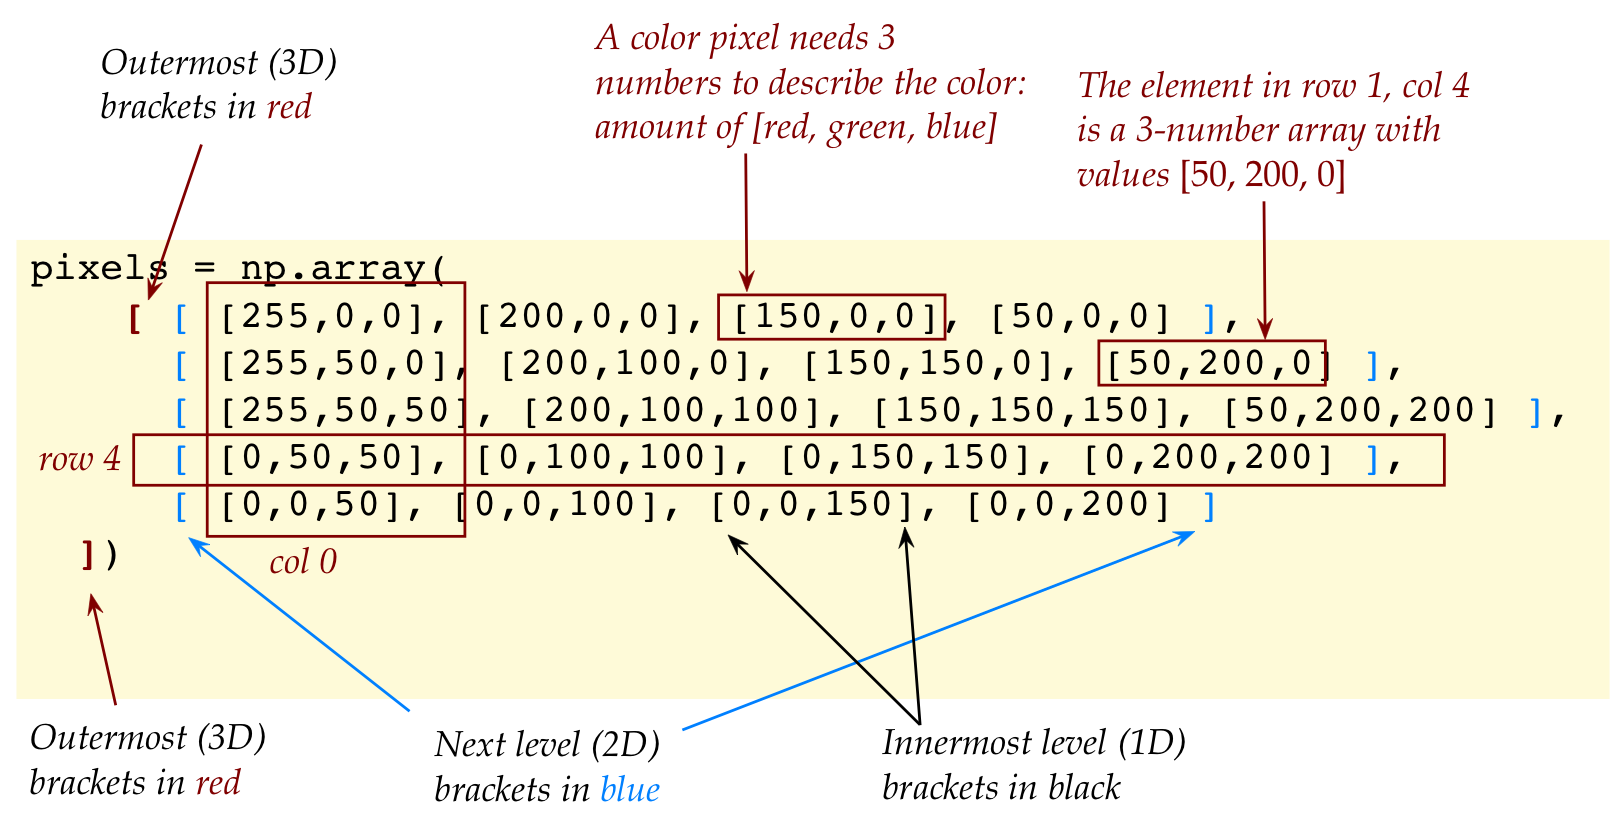 Outermost (3D)
brackets in red
A color pixel needs 3
numbers to describe the color:
amount of [red, green, blue]
The element in row 1, col 4
is a 3-number array with
values [50, 200, 0]
pixels = np.array(
[ [ [255,0,0], [200,0,0], [150,0,0], [50,0,0] ],
[ [255,50,0], [200,100,0], [150,150,0], [50,200,0] ],
[ [255,50,50], [200,100,100], [150,150,150], [50,200,200] ],
row 4 [ [0,50,50], [0,100,100], [0,150,150], [0,200,200] ],
[ [0,0,50], [0,0,100], [0,0,150], [0,0,200] ]
])
col 0
Outermost (3D)
brackets in red
Next level (2D)
brackets in blue
Innermost level (1D)
brackets in black